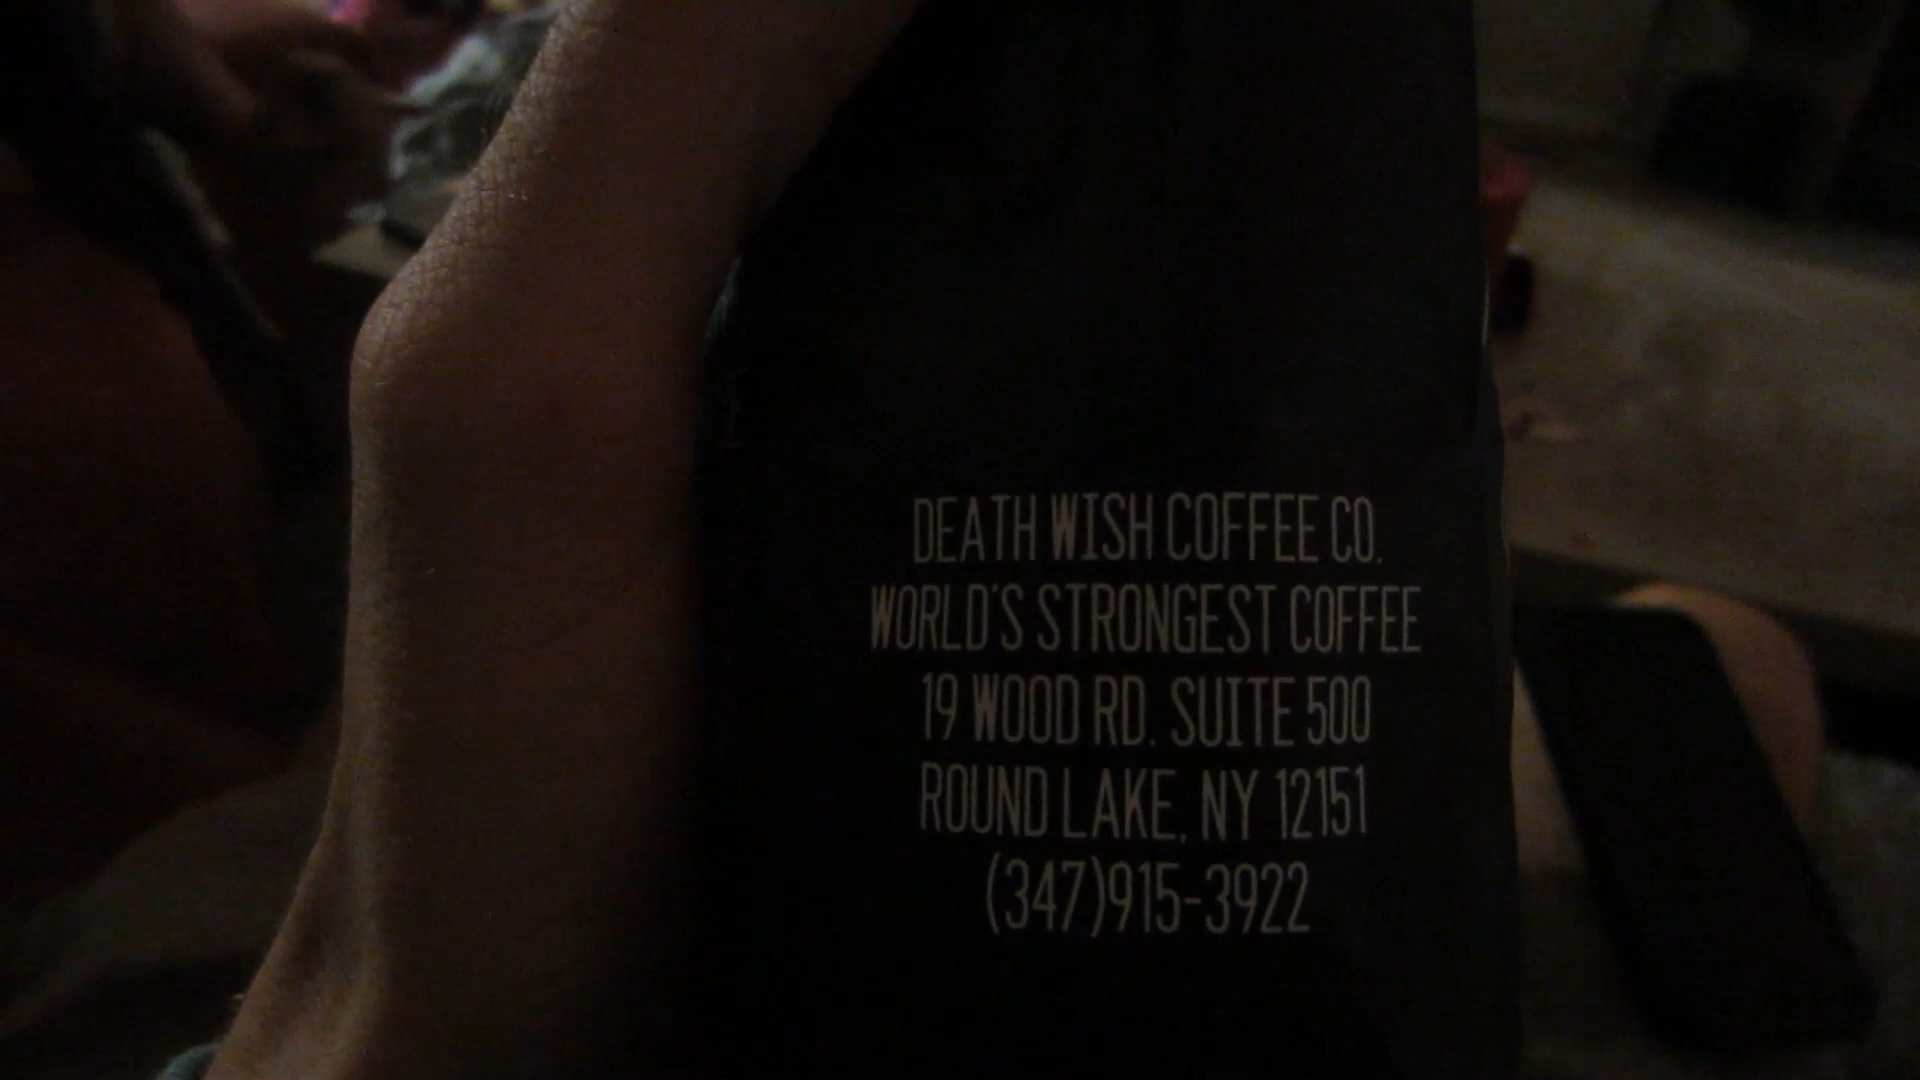 DEATH WISH COFFEE CO.
WORLD'S STRONGEST COFFEE
19 WOOD RD. SUITE 500
ROUND LAKE, NY 12151
(347)915-3922